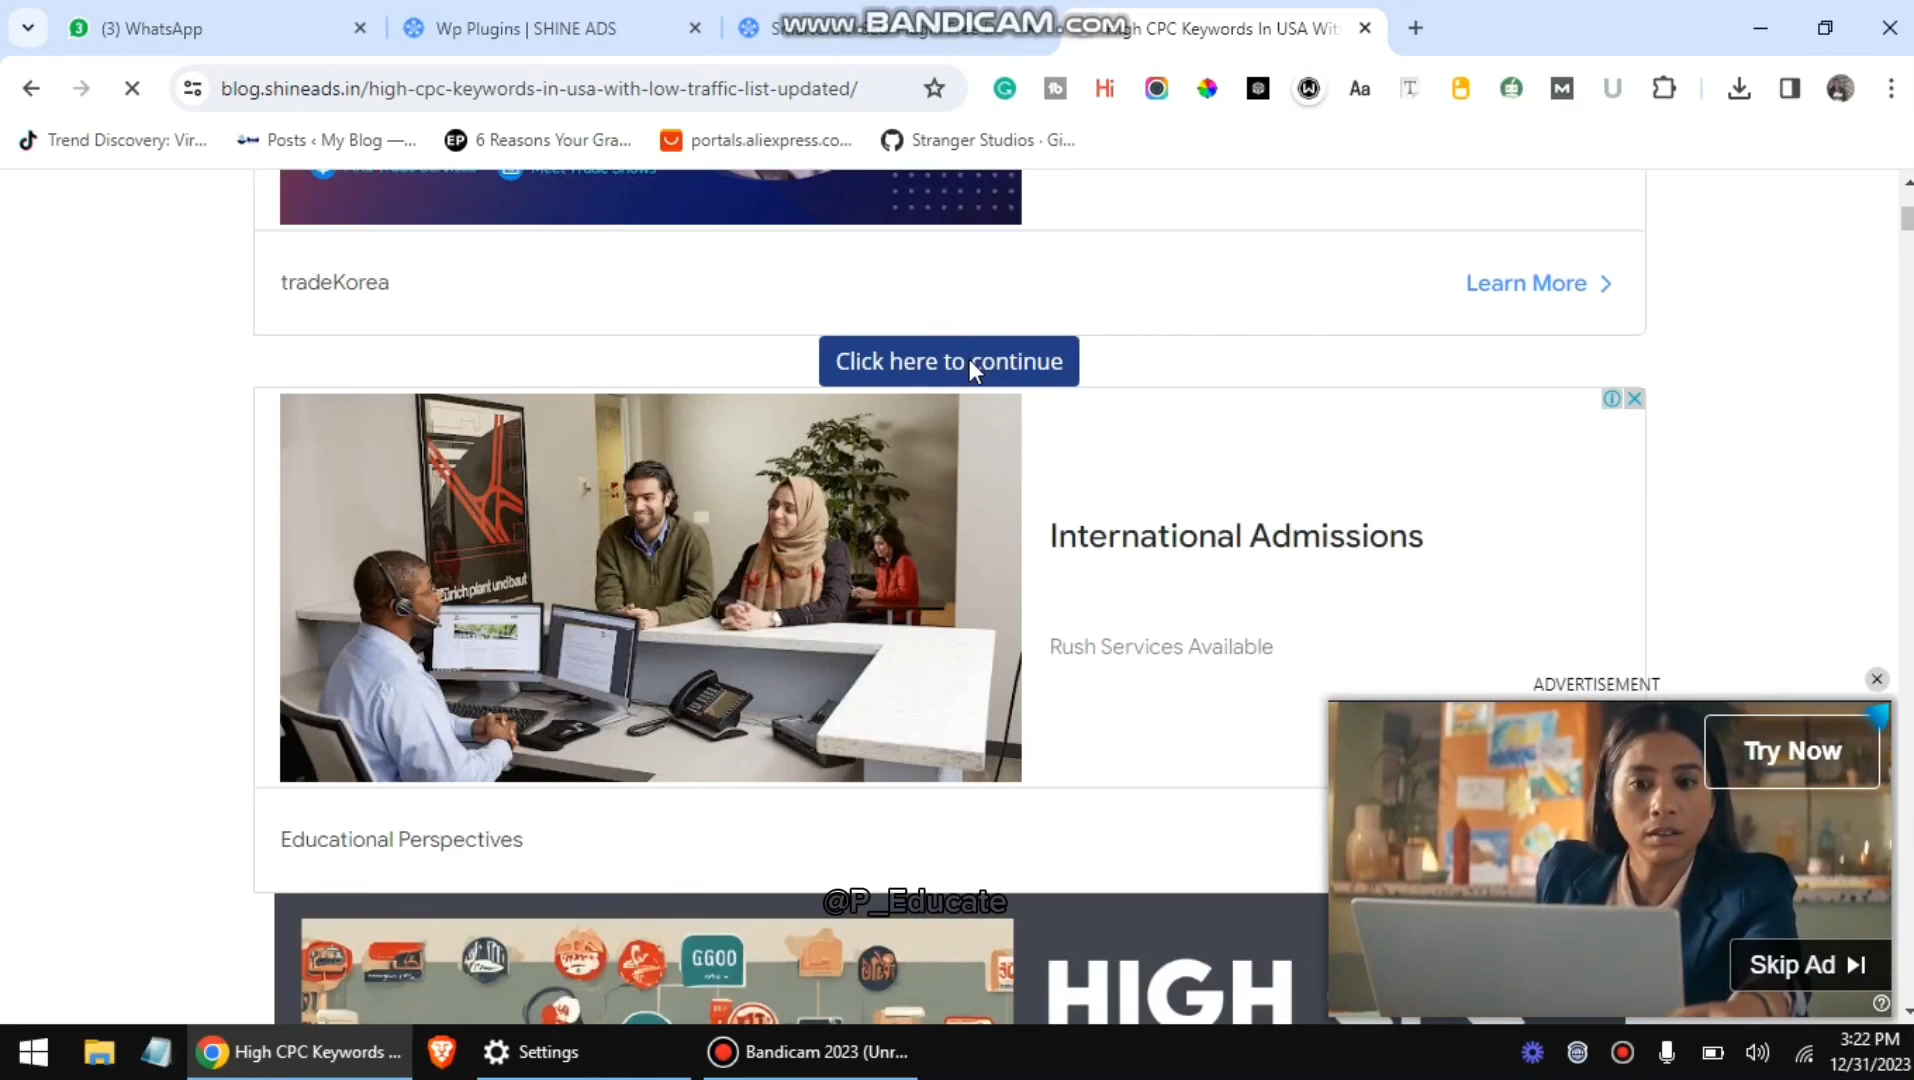 (3) WhatsApp
Wp Plugins | SHINE ADS
www.BANDICAM.com
High CPC Keywords In USA Wit
blog.shineads.in/high-cpc-keywords-in-usa-with-low-traffic-list-updated/
Trend Discovery: Vir...
Posts ‹ My Blog —...
EP
6 Reasons Your Gra...
portals.aliexpress.co...
Stranger Studios · Gi...
tradeKorea
Learn More
Click here to continue
International Admissions
Rush Services Available
ADVERTISEMENT
Try Now
Educational Perspectives
@P_Educate
Skip Ad
GGOD
HIGH
High CPC Keywords ...
Settings
Bandicam 2023 (Unr...
3:22 PM
12/31/2023